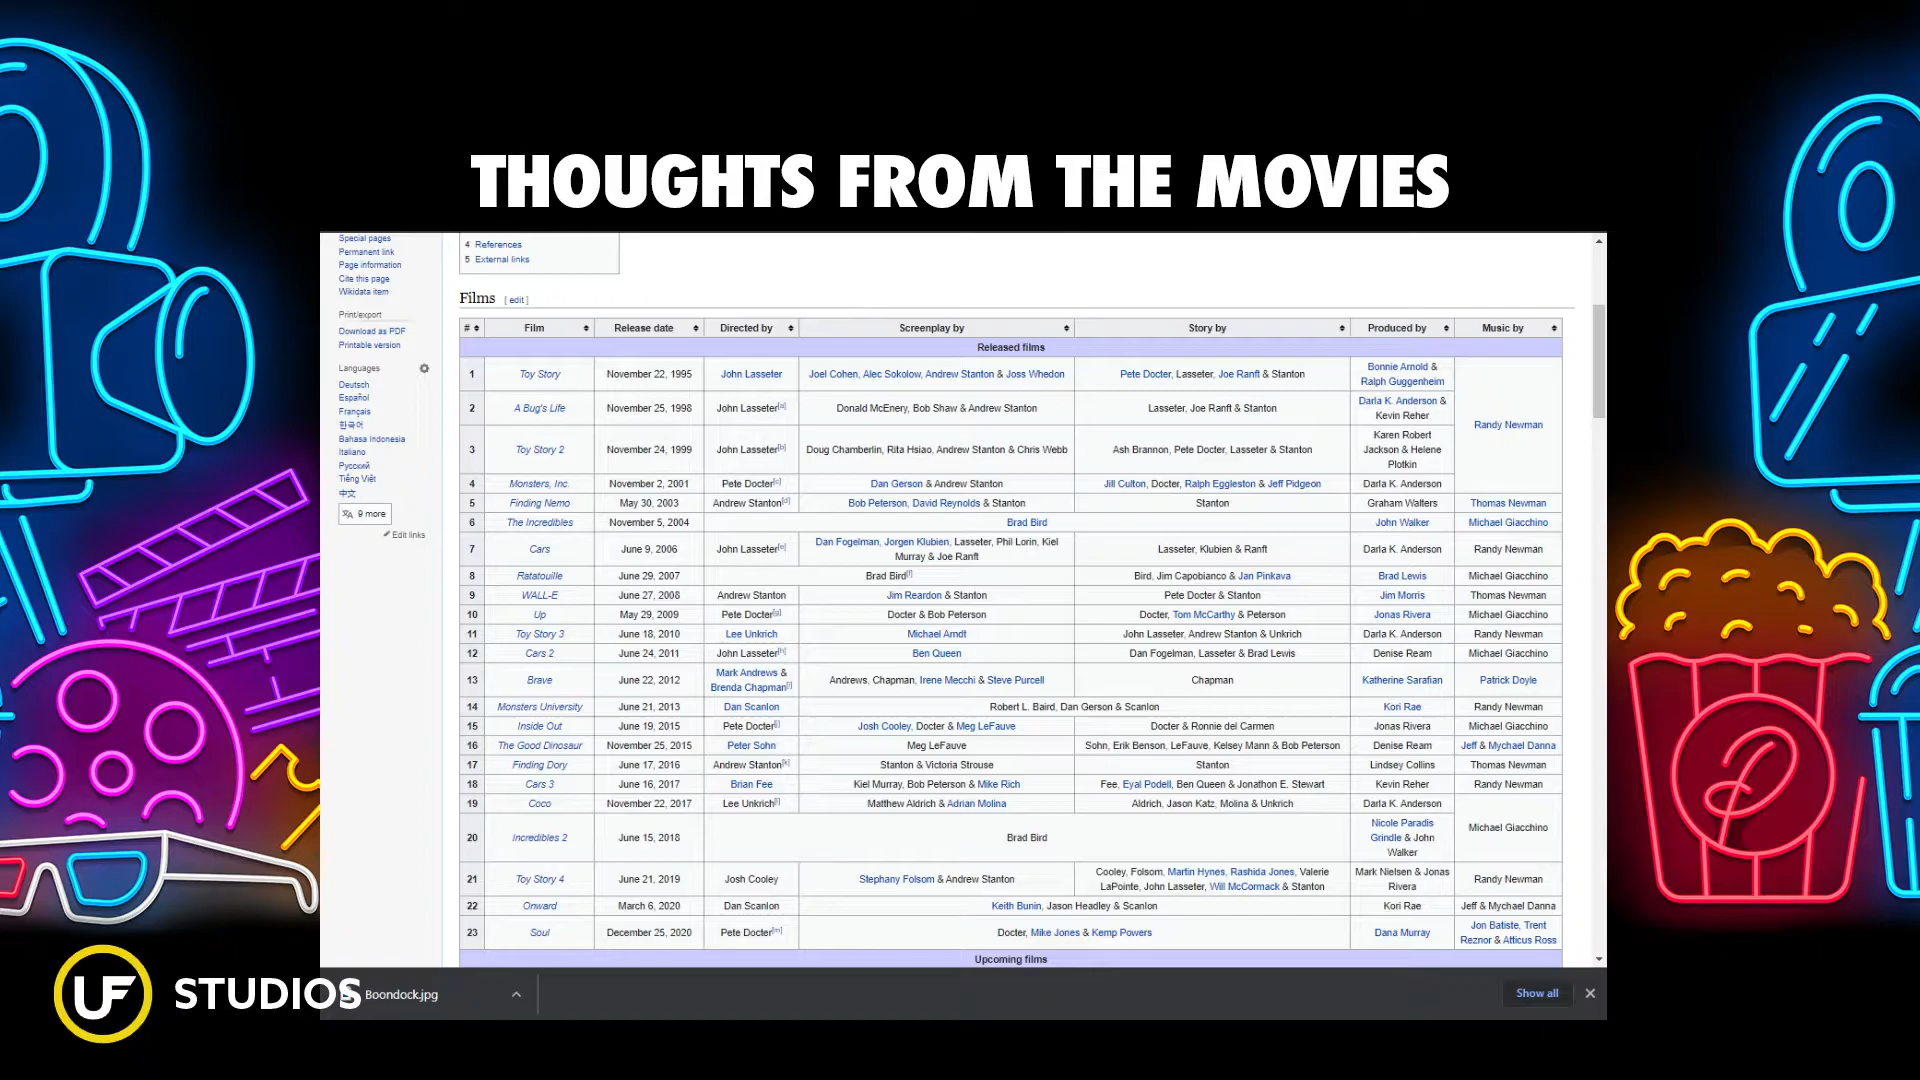 THOUGHTS FROM THE MOVIES
Special pages
Permanent link
Page information
Cite this page
Wikidata item
Print/export
Download as PDF
Printable version
Languages
Deutsch
Español
Français
한국어
Bahasa Indonesia
Italiano
Русский
Tiếng Việt
中文
9 more
Edit links
4 References
5 External links
Films [ edit ]
# Film Release date Directed by Screenplay by Story by Produced by Music by
Released films
1 Toy Story November 22, 1995 John Lasseter Joel Cohen, Alec Sokolow, Andrew Stanton & Joss Whedon Pete Docter, Lasseter, Joe Ranft & Stanton Bonnie Arnold &
Ralph Guggenheim
2 A Bug's Life November 25, 1998 John Lasseter[a] Donald McEnery, Bob Shaw & Andrew Stanton Lasseter, Joe Ranft & Stanton Darla K. Anderson &
Kevin Reher
Randy Newman
3 Toy Story 2 November 24, 1999 John Lasseter[b] Doug Chamberlin, Rita Hsiao, Andrew Stanton & Chris Webb Ash Brannon, Pete Docter, Lasseter & Stanton Karen Robert
Jackson & Helene
Plotkin
4 Monsters, Inc. November 2, 2001 Pete Docter[c] Dan Gerson & Andrew Stanton Jill Culton, Docter, Ralph Eggleston & Jeff Pidgeon Darla K. Anderson
5 Finding Nemo May 30, 2003 Andrew Stanton[d] Bob Peterson, David Reynolds & Stanton Stanton Graham Walters Thomas Newman
6 The Incredibles November 5, 2004 Brad Bird John Walker Michael Giacchino
7 Cars June 9, 2006 John Lasseter[e] Dan Fogelman, Jorgen Klubien, Lasseter, Phil Lorin, Kiel
Murray & Joe Ranft Lasseter, Klubien & Ranft Darla K. Anderson Randy Newman
8 Ratatouille June 29, 2007 Brad Bird[f] Bird, Jim Capobianco & Jan Pinkava Brad Lewis Michael Giacchino
9 WALL-E June 27, 2008 Andrew Stanton Jim Reardon & Stanton Pete Docter & Stanton Jim Morris Thomas Newman
10 Up May 29, 2009 Pete Docter[g] Docter & Bob Peterson Docter, Tom McCarthy & Peterson Jonas Rivera Michael Giacchino
11 Toy Story 3 June 18, 2010 Lee Unkrich Michael Arndt John Lasseter, Andrew Stanton & Unkrich Darla K. Anderson Randy Newman
12 Cars 2 June 24, 2011 John Lasseter[h] Ben Queen Dan Fogelman, Lasseter & Brad Lewis Denise Ream Michael Giacchino
13 Brave June 22, 2012 Mark Andrews &
Brenda Chapman[i] Andrews, Chapman, Irene Mecchi & Steve Purcell Chapman Katherine Sarafian Patrick Doyle
14 Monsters University June 21, 2013 Dan Scanlon Robert L. Baird, Dan Gerson & Scanlon Kori Rae Randy Newman
15 Inside Out June 19, 2015 Pete Docter[j] Josh Cooley, Docter & Meg LeFauve Docter & Ronnie del Carmen Jonas Rivera Michael Giacchino
16 The Good Dinosaur November 25, 2015 Peter Sohn Meg LeFauve Sohn, Erik Benson, LeFauve, Kelsey Mann & Bob Peterson Denise Ream Jeff & Mychael Danna
17 Finding Dory June 17, 2016 Andrew Stanton[k] Stanton & Victoria Strouse Stanton Lindsey Collins Thomas Newman
18 Cars 3 June 16, 2017 Brian Fee Kiel Murray, Bob Peterson & Mike Rich Fee, Eyal Podell, Ben Queen & Jonathon E. Stewart Kevin Reher Randy Newman
19 Coco November 22, 2017 Lee Unkrich[l] Matthew Aldrich & Adrian Molina Aldrich, Jason Katz, Molina & Unkrich Darla K. Anderson
Michael Giacchino
20 Incredibles 2 June 15, 2018 Brad Bird Nicole Paradis
Grindle & John
Walker
21 Toy Story 4 June 21, 2019 Josh Cooley Stephany Folsom & Andrew Stanton Cooley, Folsom, Martin Hynes, Rashida Jones, Valerie
LaPointe, John Lasseter, Will McCormack & Stanton Mark Nielsen & Jonas
Rivera Randy Newman
22 Onward March 6, 2020 Dan Scanlon Keith Bunin, Jason Headley & Scanlon Kori Rae Jeff & Mychael Danna
23 Soul December 25, 2020 Pete Docter[m] Docter, Mike Jones & Kemp Powers Dana Murray Jon Batiste, Trent
Reznor & Atticus Ross
Upcoming films
UF STUDIOS
Boondock.jpg
Show all